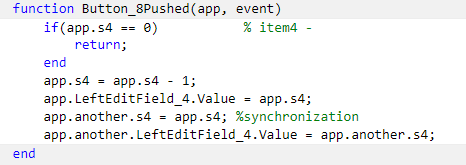 function Button_8Pushed(app, event)
    if(app.s4 == 0)            % item4 -
        return;
    end
    app.s4 = app.s4 - 1;
    app.LeftEditField_4.Value = app.s4;
    app.another.s4 = app.s4; %synchronization
    app.another.LeftEditField_4.Value = app.another.s4;
end